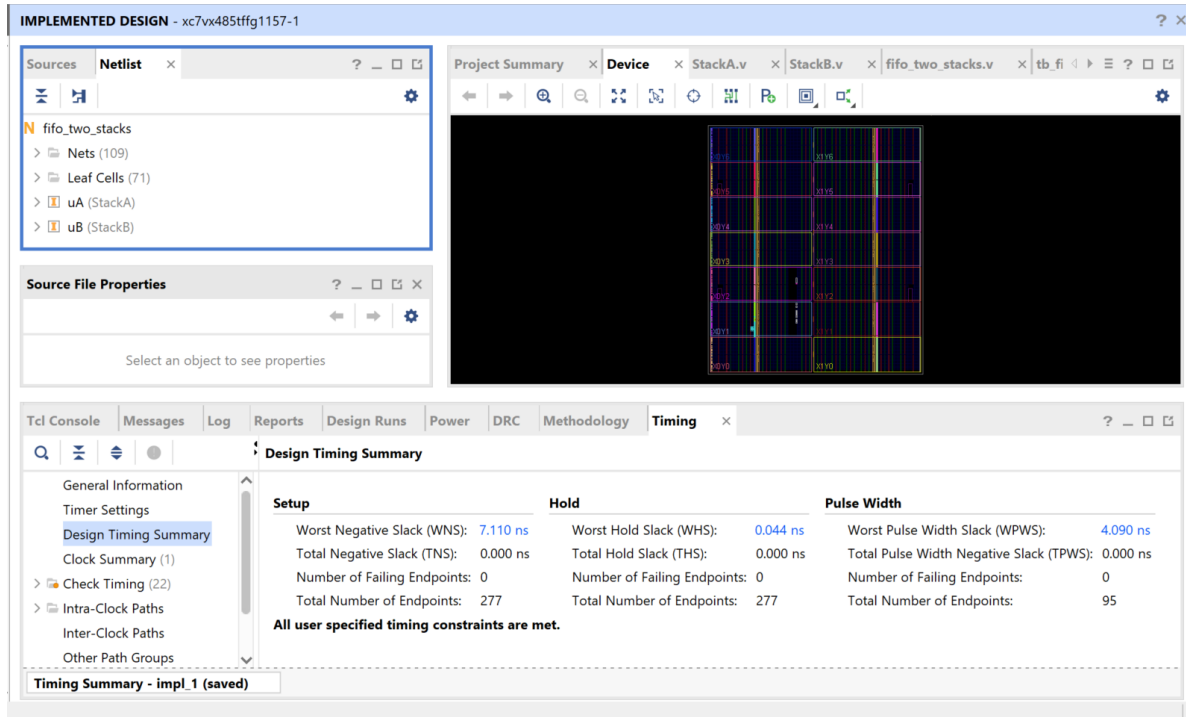 IMPLEMENTED DESIGN - xc7vx485tffg1157-1
Sources Netlist
fifo_two_stacks
Nets (109)
Leaf Cells (71)
uA (StackA)
uB (StackB)
Source File Properties
Select an object to see properties
Project Summary Device StackA.v StackB.v fifo_two_stacks.v tb_fi
X1Y6
X0Y5 X1Y5
X0Y4 X1Y4
X0Y3 X1Y3
X0Y2 X1Y2
X0Y1 X1Y1
X0Y0 X1Y0
Tcl Console Messages Log Reports Design Runs Power DRC Methodology Timing
General Information
Timer Settings
Design Timing Summary
Clock Summary (1)
Check Timing (22)
Intra-Clock Paths
Inter-Clock Paths
Other Path Groups
Design Timing Summary
Setup Hold Pulse Width
Worst Negative Slack (WNS): 7.110 ns Worst Hold Slack (WHS): 0.044 ns Worst Pulse Width Slack (WPWS): 4.090 ns
Total Negative Slack (TNS): 0.000 ns Total Hold Slack (THS): 0.000 ns Total Pulse Width Negative Slack (TPWS): 0.000 ns
Number of Failing Endpoints: 0 Number of Failing Endpoints: 0 Number of Failing Endpoints: 0
Total Number of Endpoints: 277 Total Number of Endpoints: 277 Total Number of Endpoints: 95
All user specified timing constraints are met.
Timing Summary - impl_1 (saved)